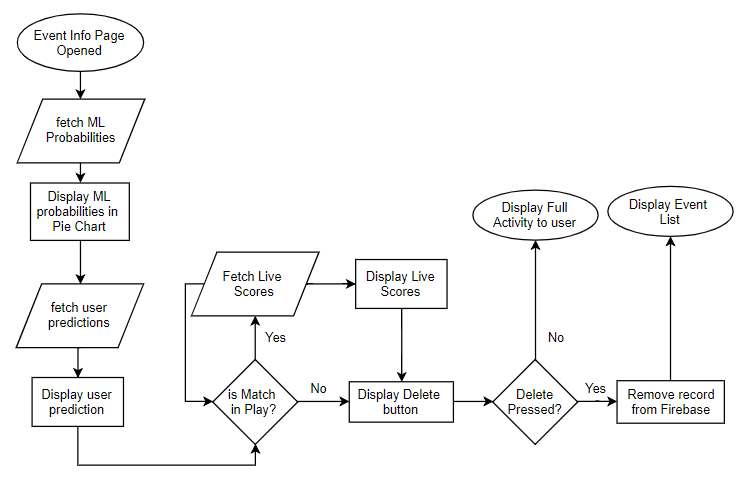 Event Info Page
Opened
fetch ML
Probabilities
Display ML
probabilities in
Pie Chart
fetch user
predictions
Display user
prediction
is Match
in Play?
Yes
Fetch Live
Scores
Display Live
Scores
No
Display Delete
button
Delete
Pressed?
No
Display Full
Activity to user
Yes
Remove record
from Firebase
Display Event
List